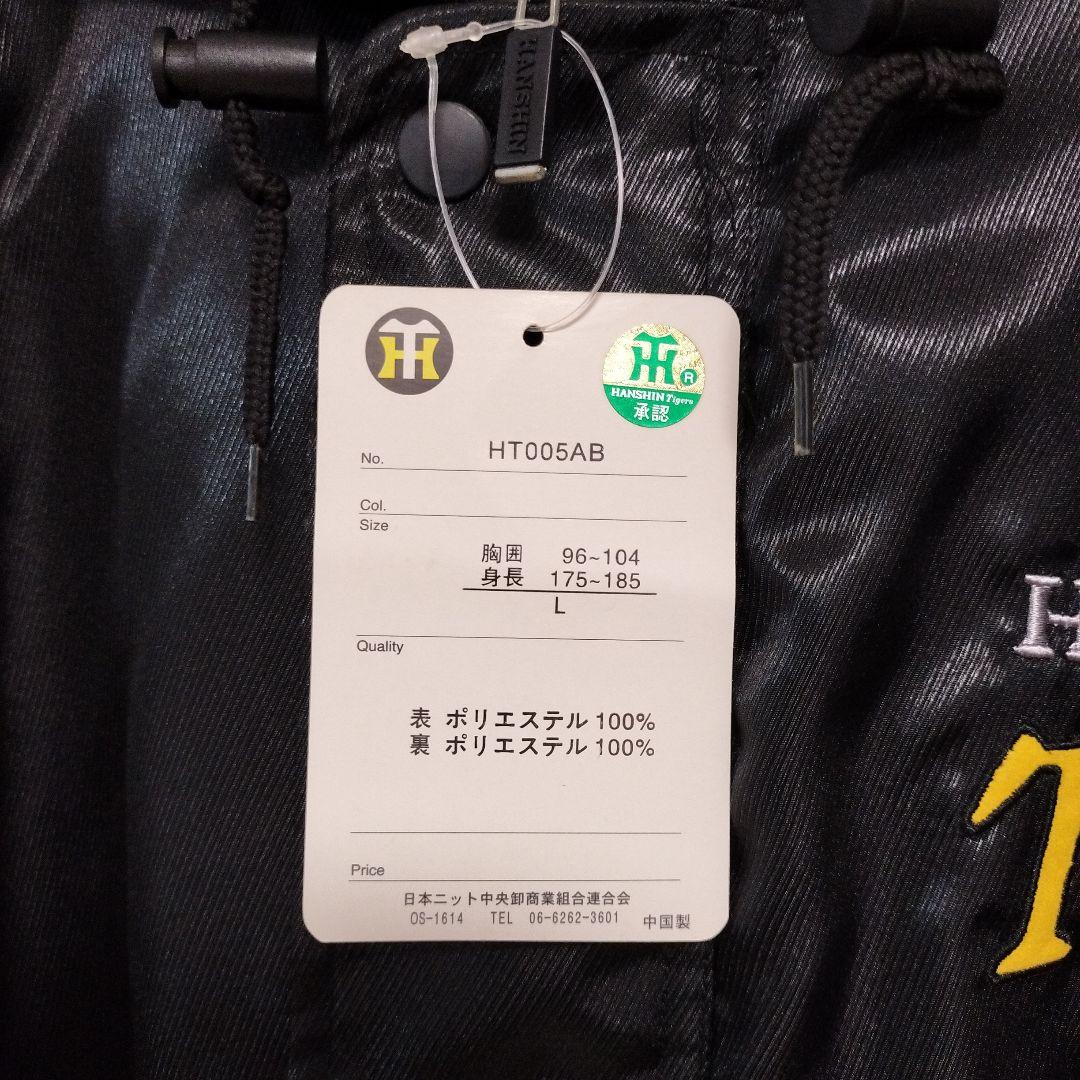 HANSHIN
HT
HT
R
HANSHIN Tigers
承認
No. HT005AB
Col.
Size
胸囲 96~104
身長 175~185
L
Quality
表 ポリエステル 100%
裏 ポリエステル 100%
Price
日本ニット中央卸商業組合連合会
OS-1614 TEL 06-6262-3601 中国製
H
T